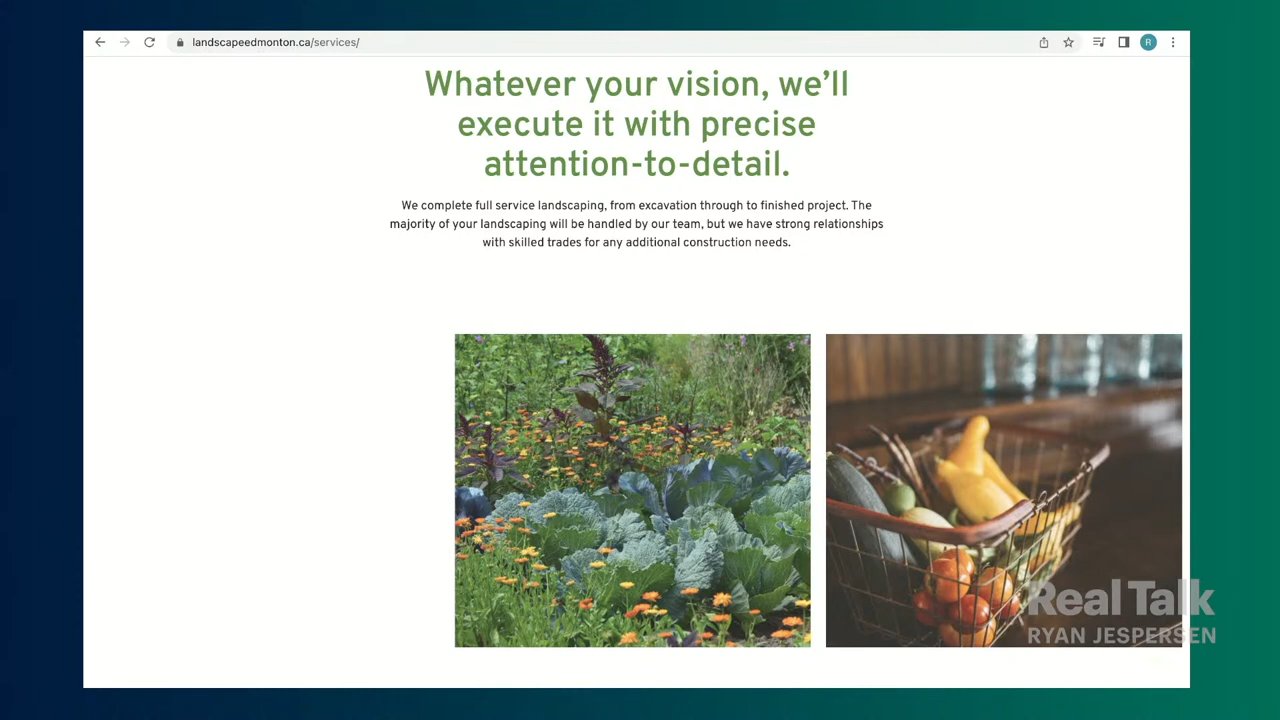 landscapeedmonton.ca/services/
R
Whatever your vision, we’ll
execute it with precise
attention-to-detail.
We complete full service landscaping, from excavation through to finished project. The
majority of your landscaping will be handled by our team, but we have strong relationships
with skilled trades for any additional construction needs.
Real Talk
RYAN JESPERSEN